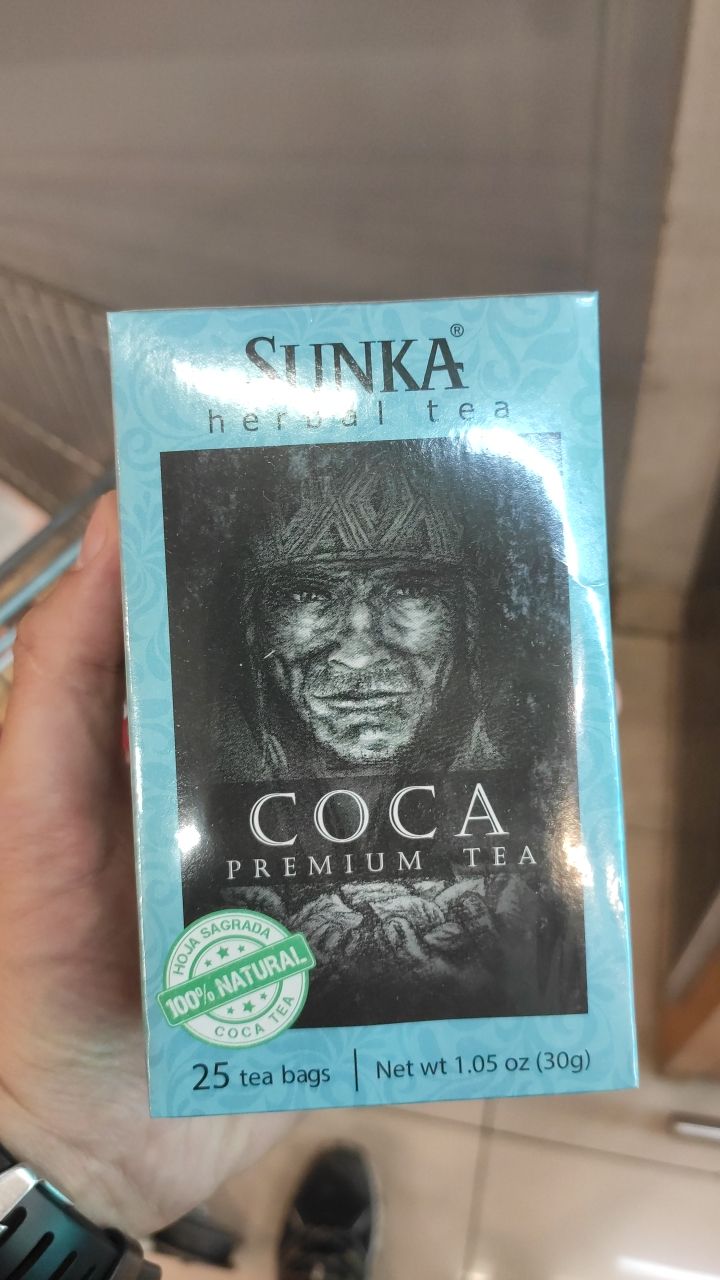 SUNKA®
herbal tea
COCA
PREMIUM TEA
HOJA SAGRADA
100% NATURAL
COCA TEA
25 tea bags | Net wt 1.05 oz (30g)